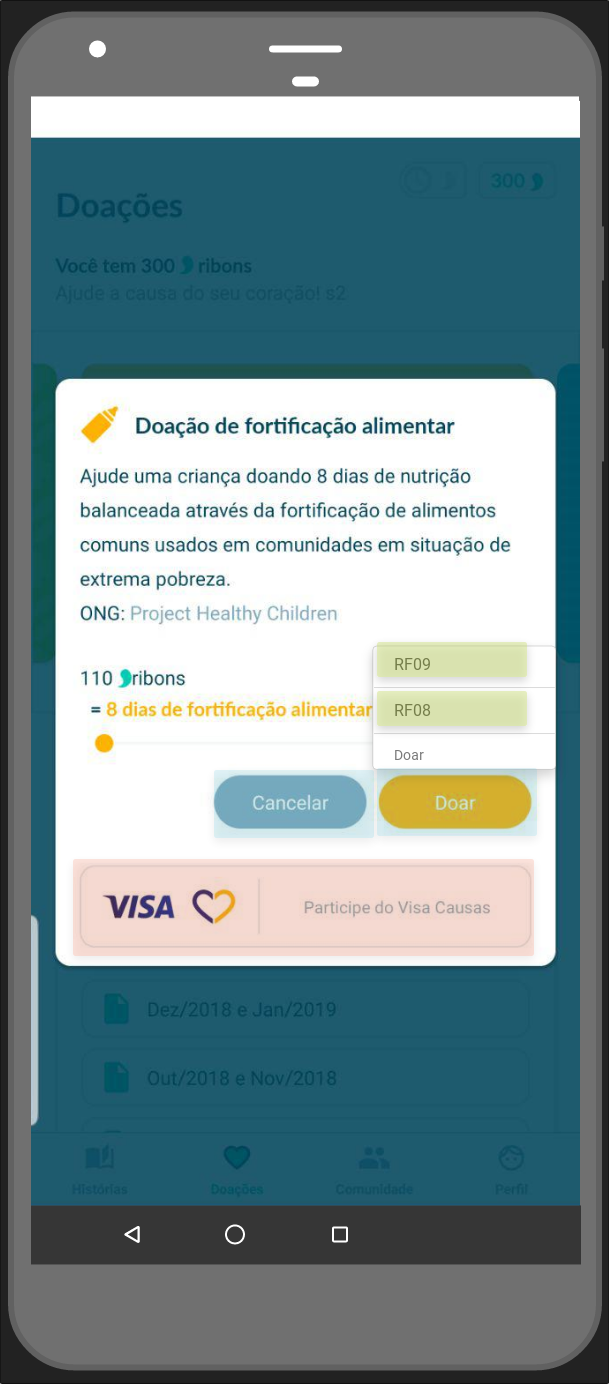 300
Doações
Você tem 300 ribons
Ajude a causa do seu coração! s2
Doação de fortificação alimentar
Ajude uma criança doando 8 dias de nutrição
balanceada através da fortificação de alimentos
comuns usados em comunidades em situação de
extrema pobreza.
ONG: Project Healthy Children
RF09
110 ribons
= 8 dias de fortificação alimentar
RF08
Doar
Cancelar
Doar
VISA
Participe do Visa Causas
Dez/2018 e Jan/2019
Out/2018 e Nov/2018
Histórias
Doações
Comunidade
Perfil